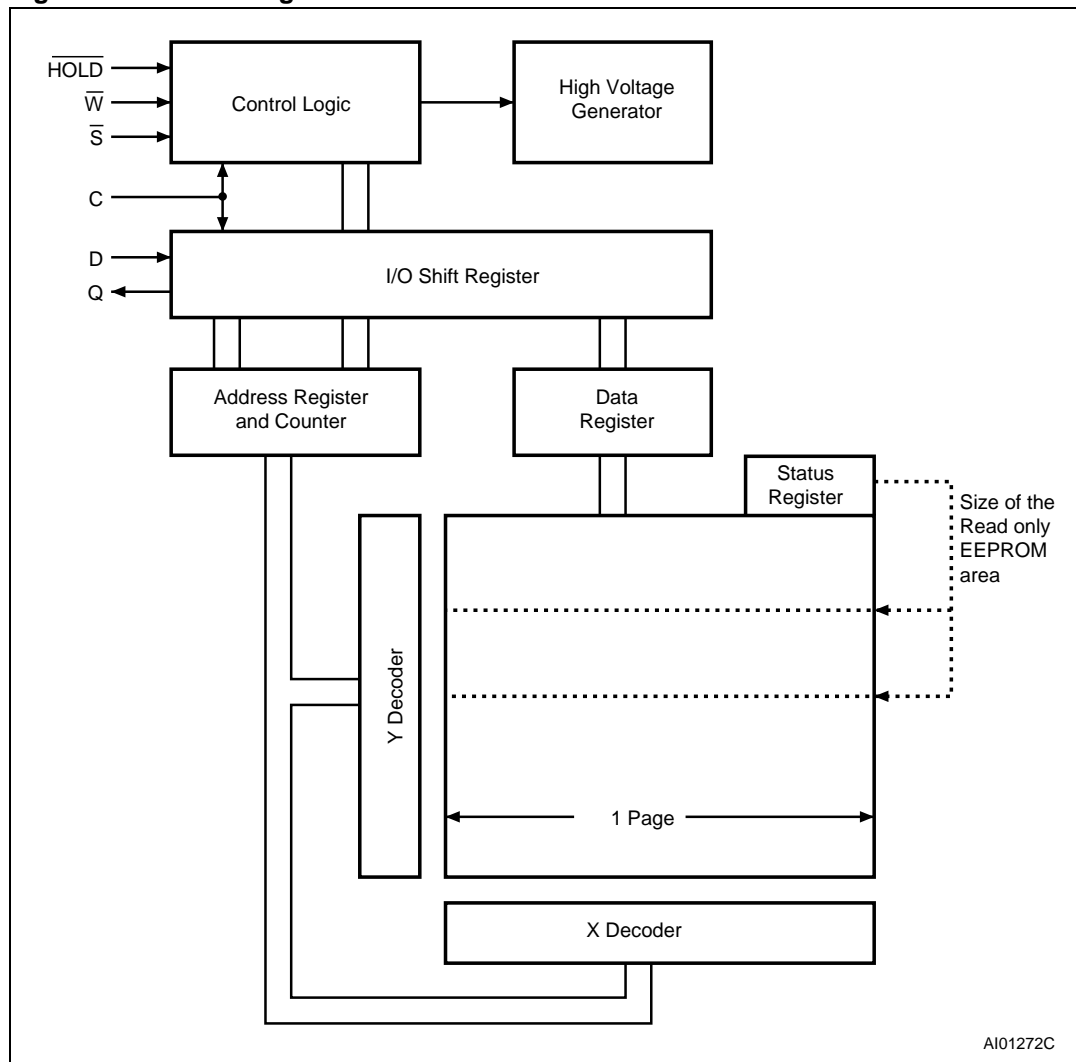 HOLD
W
S
C
D
Q
Control Logic
High Voltage
Generator
I/O Shift Register
Address Register
and Counter
Data
Register
Status
Register
Size of the
Read only
EEPROM
area
Y Decoder
1 Page
X Decoder
AI01272C